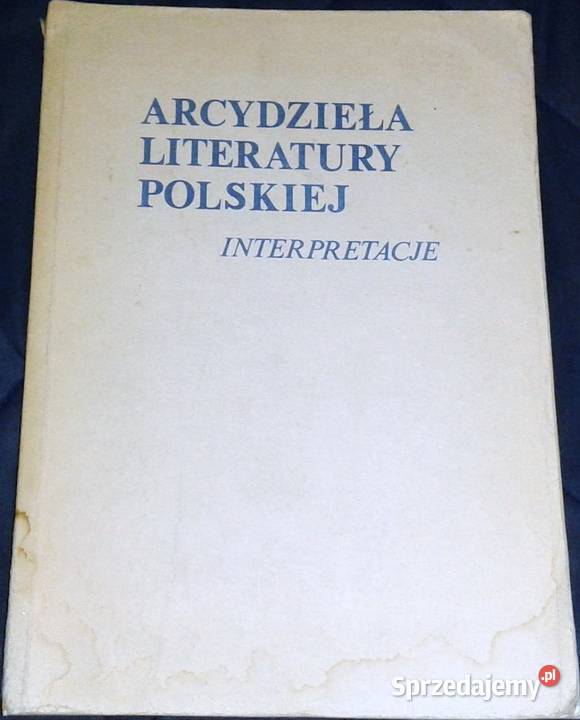 ARCYDZIEŁA
LITERATURY
POLSKIEJ
INTERPRETACJE
Sprzedajemy.pl